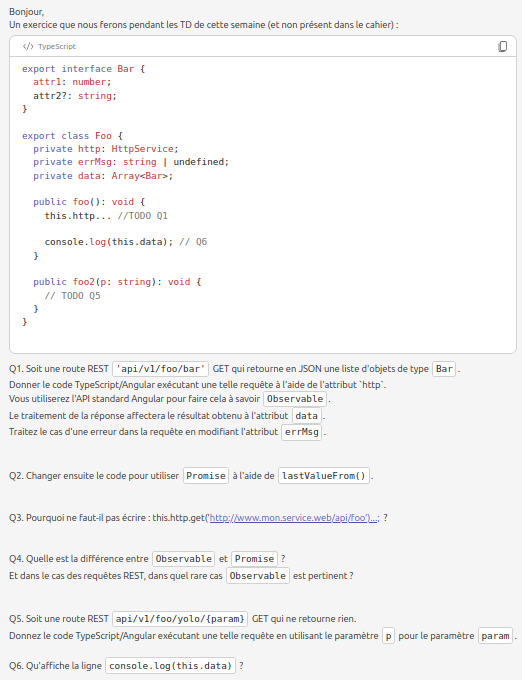 Bonjour,
Un exercice que nous ferons pendant les TD de cette semaine (et non présent dans le cahier) :
</> TypeScript
export interface Bar {
  attr1: number;
  attr2?: string;
}
export class Foo {
  private http: HttpService;
  private errMsg: string | undefined;
  private data: Array<Bar>;
  public foo(): void {
    this.http... //TODO Q1
    console.log(this.data); // Q6
  }
  public foo2(p: string): void {
    // TODO Q5
  }
}
Q1. Soit une route REST 'api/v1/foo/bar' GET qui retourne en JSON une liste d'objets de type Bar .
Donner le code TypeScript/Angular exécutant une telle requête à l'aide de l'attribut `http`.
Vous utiliserez l'API standard Angular pour faire cela à savoir Observable .
Le traitement de la réponse affectera le résultat obtenu à l'attribut data .
Traitez le cas d'une erreur dans la requête en modifiant l'attribut errMsg .
Q2. Changer ensuite le code pour utiliser Promise à l'aide de lastValueFrom() .
Q3. Pourquoi ne faut-il pas écrire : this.http.get('http://www.mon.service.web/api/foo')...; ?
Q4. Quelle est la différence entre Observable et Promise ?
Et dans le cas des requêtes REST, dans quel rare cas Observable est pertinent ?
Q5. Soit une route REST api/v1/foo/yolo/{param} GET qui ne retourne rien.
Donnez le code TypeScript/Angular exécutant une telle requête en utilisant le paramètre p pour le paramètre param .
Q6. Qu'affiche la ligne console.log(this.data) ?